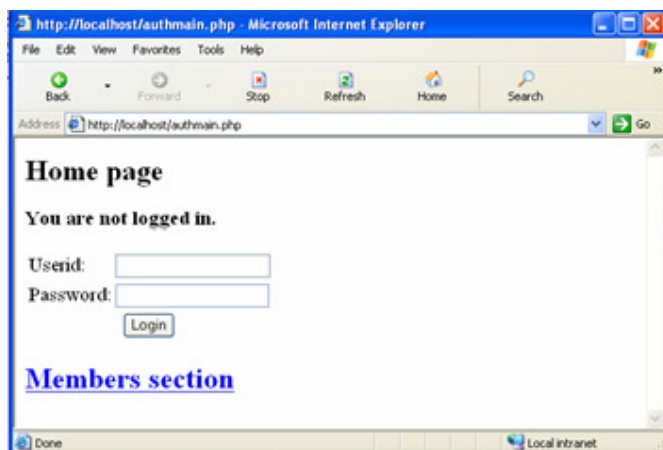 http://localhost/authmain.php - Microsoft Internet Explorer
File Edit View Favorites Tools Help
Back Forward Stop Refresh Home Search
Address http://localhost/authmain.php Go
Home page
You are not logged in.
Userid:
Password:
Login
Members section
Done Local intranet